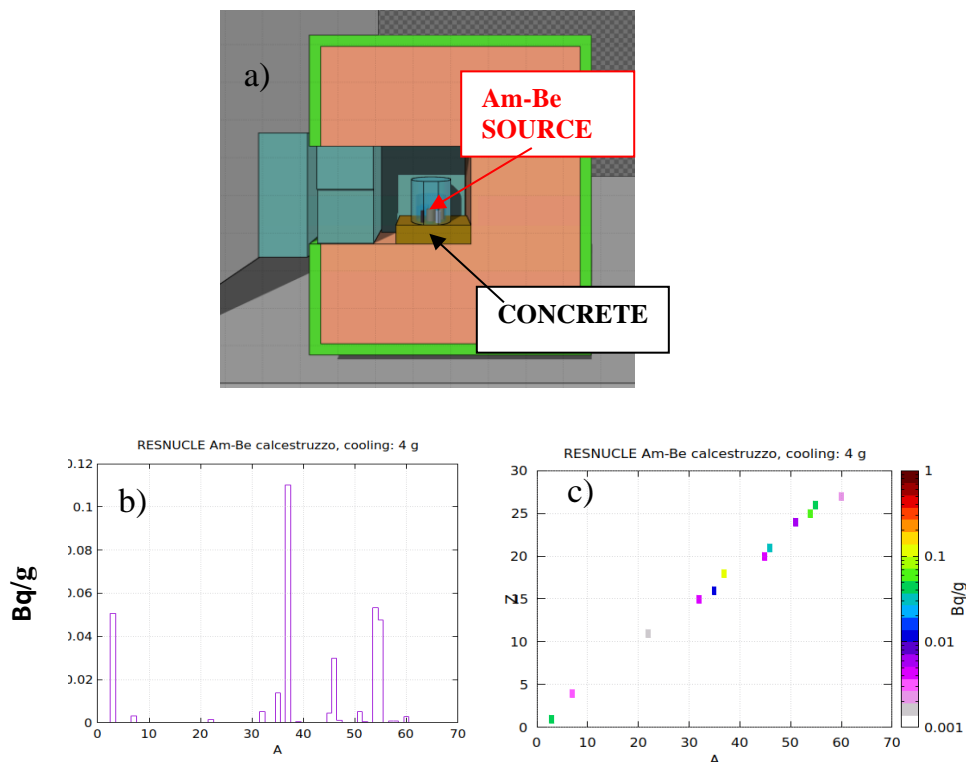 a)
Am-Be
SOURCE
CONCRETE
RESNUCLE Am-Be calcestruzzo, cooling: 4 g
b)
Bq/g
0.12
0.1
0.08
0.06
0.04
0.02
0
0 10 20 30 40 50 60 70
A
RESNUCLE Am-Be calcestruzzo, cooling: 4 g
c)
Z
30
25
20
15
10
5
0
0 10 20 30 40 50 60 70
A
1
0.1
0.01
0.001
Bq/g